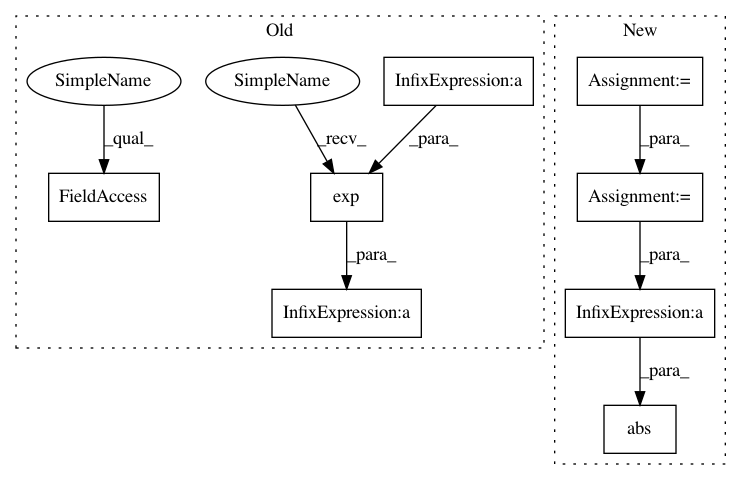 Old
New
SimpleName
SimpleName
InfixExpression:a
Assignment:=
_qual_
_recv_
_para_
_para_
FieldAccess
exp
Assignment:=
_para_
_para_
InfixExpression:a
InfixExpression:a
_para_
abs